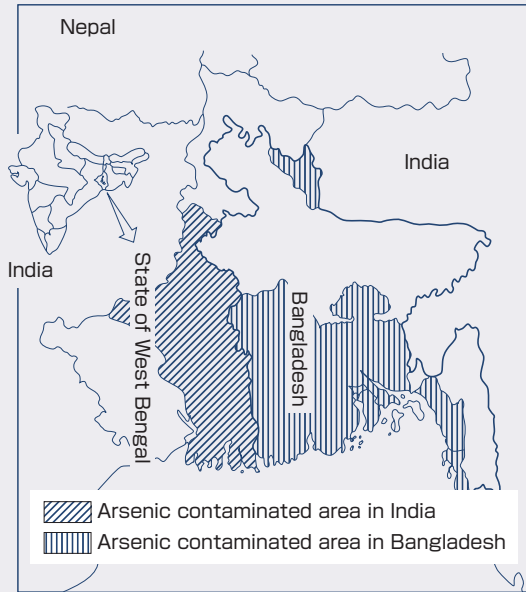 Nepal
India
India
State of West Bengal
Bangladesh
Arsenic contaminated area in India
Arsenic contaminated area in Bangladesh